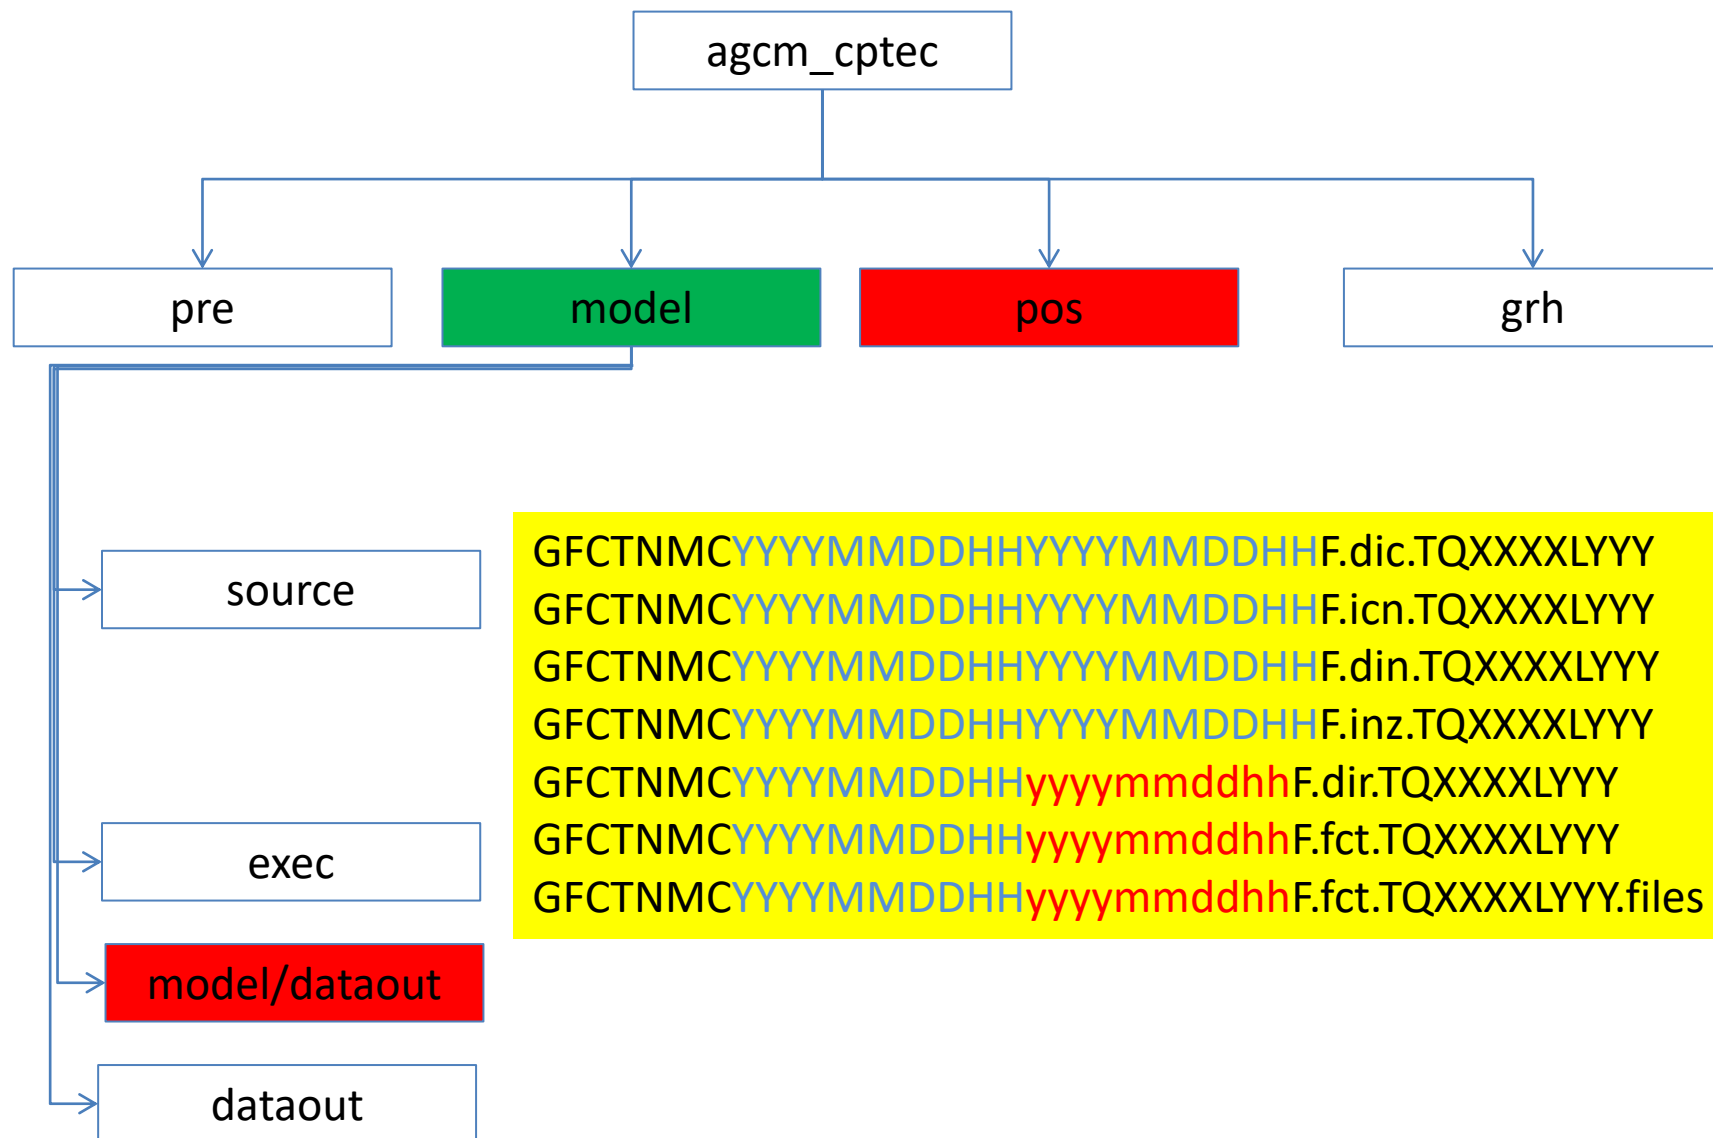 agcm_cptec
pre
model
pos
grh
source
exec
model/dataout
dataout
GFCTNMCYYYYMMDDHHYYYYMMDDHHF.dic.TQXXXXLYYY
GFCTNMCYYYYMMDDHHYYYYMMDDHHF.icn.TQXXXXLYYY
GFCTNMCYYYYMMDDHHYYYYMMDDHHF.din.TQXXXXLYYY
GFCTNMCYYYYMMDDHHYYYYMMDDHHF.inz.TQXXXXLYYY
GFCTNMCYYYYMMDDHHyyyymmddhhF.dir.TQXXXXLYYY
GFCTNMCYYYYMMDDHHyyyymmddhhF.fct.TQXXXXLYYY
GFCTNMCYYYYMMDDHHyyyymmddhhF.fct.TQXXXXLYYY.files